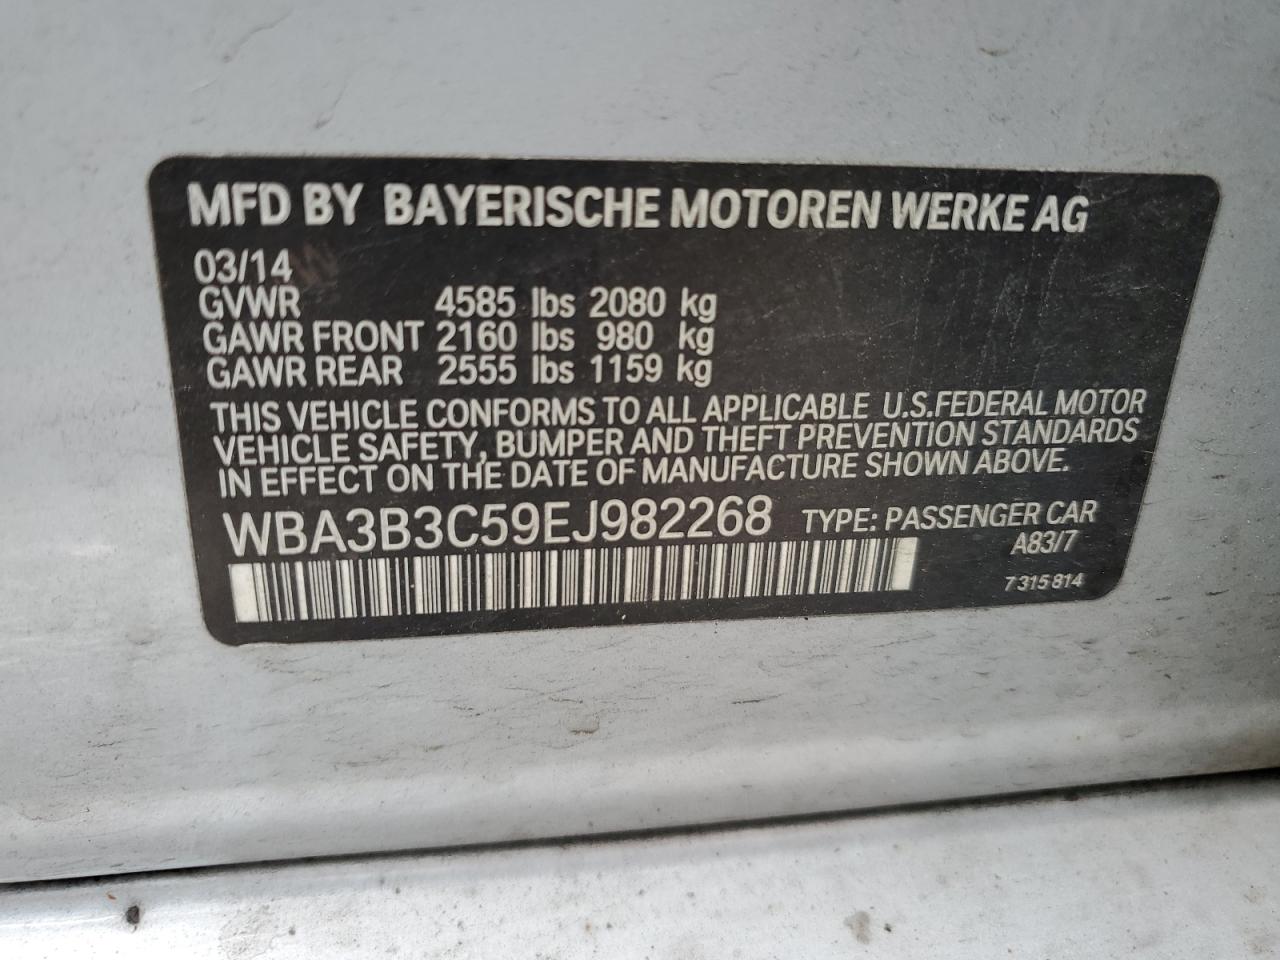 MFD BY BAYERISCHE MOTOREN WERKE AG
03/14
GVWR 4585 lbs 2080 kg
GAWR FRONT 2160 lbs 980 kg
GAWR REAR 2555 lbs 1159 kg
THIS VEHICLE CONFORMS TO ALL APPLICABLE U.S.FEDERAL MOTOR
VEHICLE SAFETY, BUMPER AND THEFT PREVENTION STANDARDS
IN EFFECT ON THE DATE OF MANUFACTURE SHOWN ABOVE.
WBA3B3C59EJ982268 TYPE: PASSENGER CAR
A83/7
7 315 814